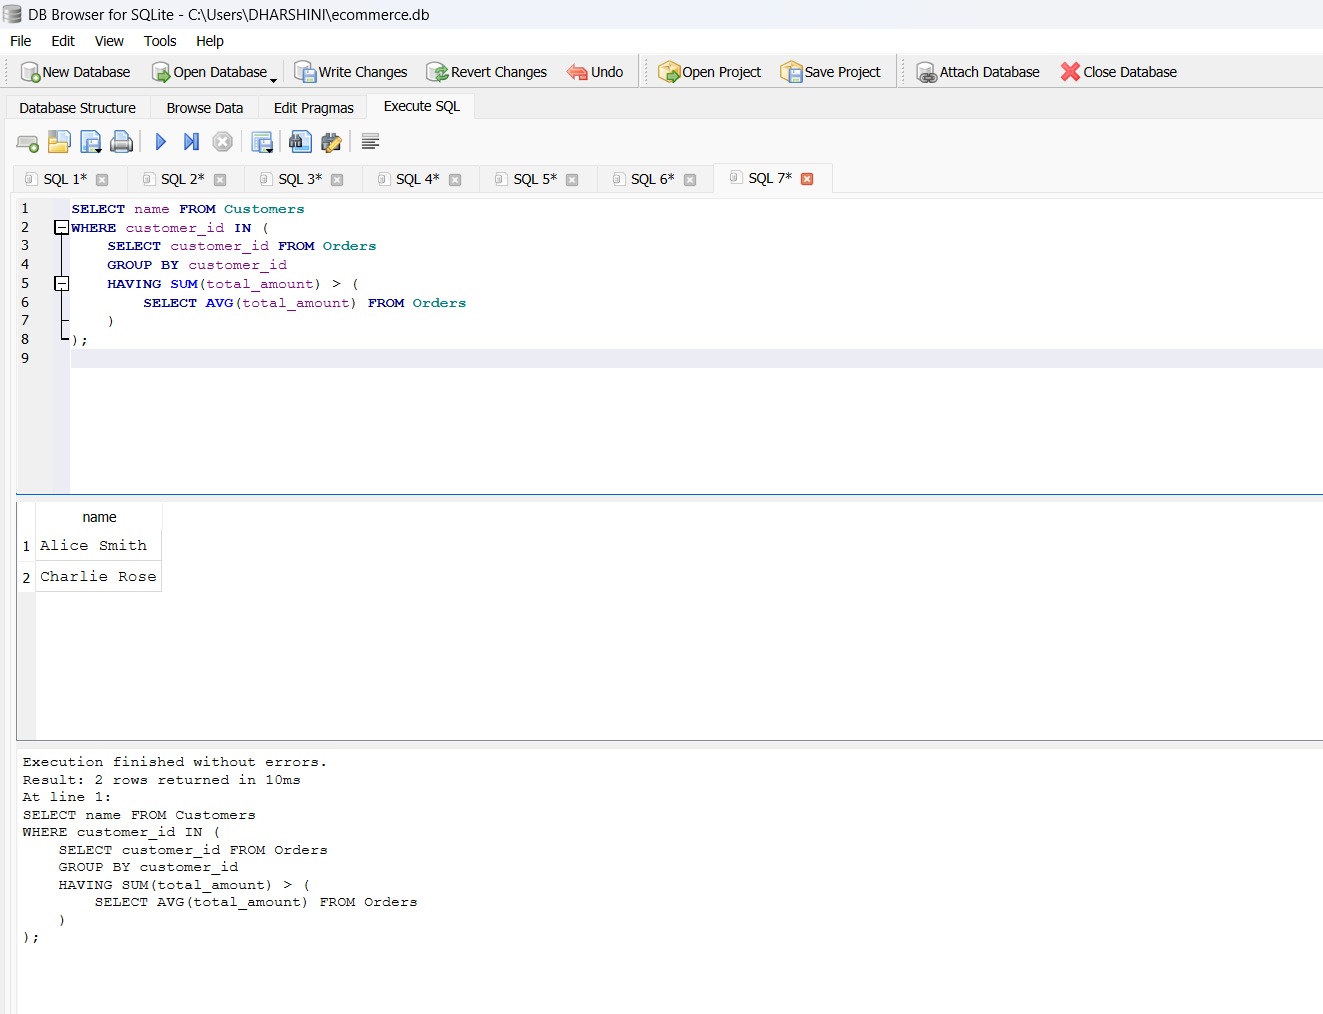 DB Browser for SQLite - C:\Users\DHARSHINI\ecommerce.db
File Edit View Tools Help
New Database Open Database Write Changes Revert Changes Undo Open Project Save Project Attach Database Close Database
Database Structure Browse Data Edit Pragmas Execute SQL
SQL 1* SQL 2* SQL 3* SQL 4* SQL 5* SQL 6* SQL 7*
1 SELECT name FROM Customers
2 WHERE customer_id IN (
3 SELECT customer_id FROM Orders
4 GROUP BY customer_id
5 HAVING SUM(total_amount) > (
6 SELECT AVG(total_amount) FROM Orders
7 )
8 );
9
name
1 Alice Smith
2 Charlie Rose
Execution finished without errors.
Result: 2 rows returned in 10ms
At line 1:
SELECT name FROM Customers
WHERE customer_id IN (
SELECT customer_id FROM Orders
GROUP BY customer_id
HAVING SUM(total_amount) > (
SELECT AVG(total_amount) FROM Orders
)
);